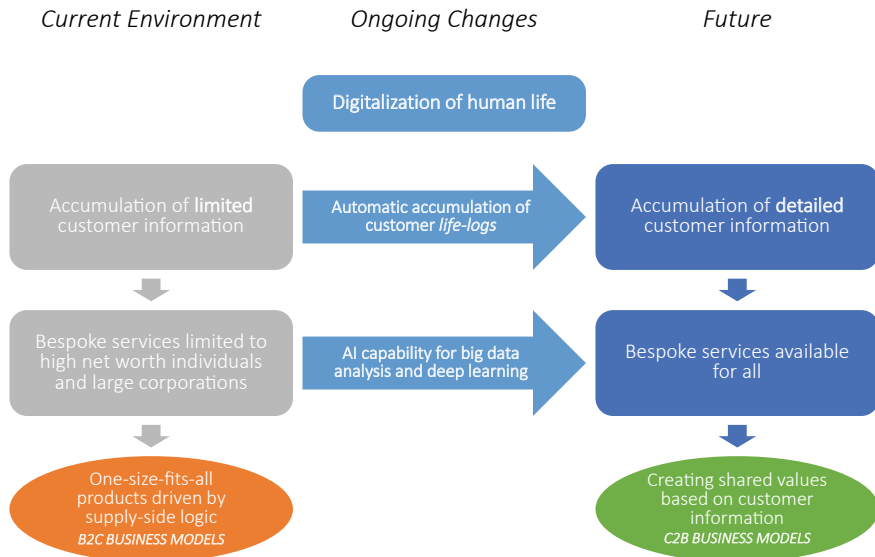 Current Environment
Ongoing Changes
Future
Digitalization of human life
Accumulation of limited
customer information
Automatic accumulation of
customer life-logs
Accumulation of detailed
customer information
Bespoke services limited to
high net worth individuals
and large corporations
AI capability for big data
analysis and deep learning
Bespoke services available
for all
One-size-fits-all
products driven by
supply-side logic
B2C BUSINESS MODELS
Creating shared values
based on customer
information
C2B BUSINESS MODELS